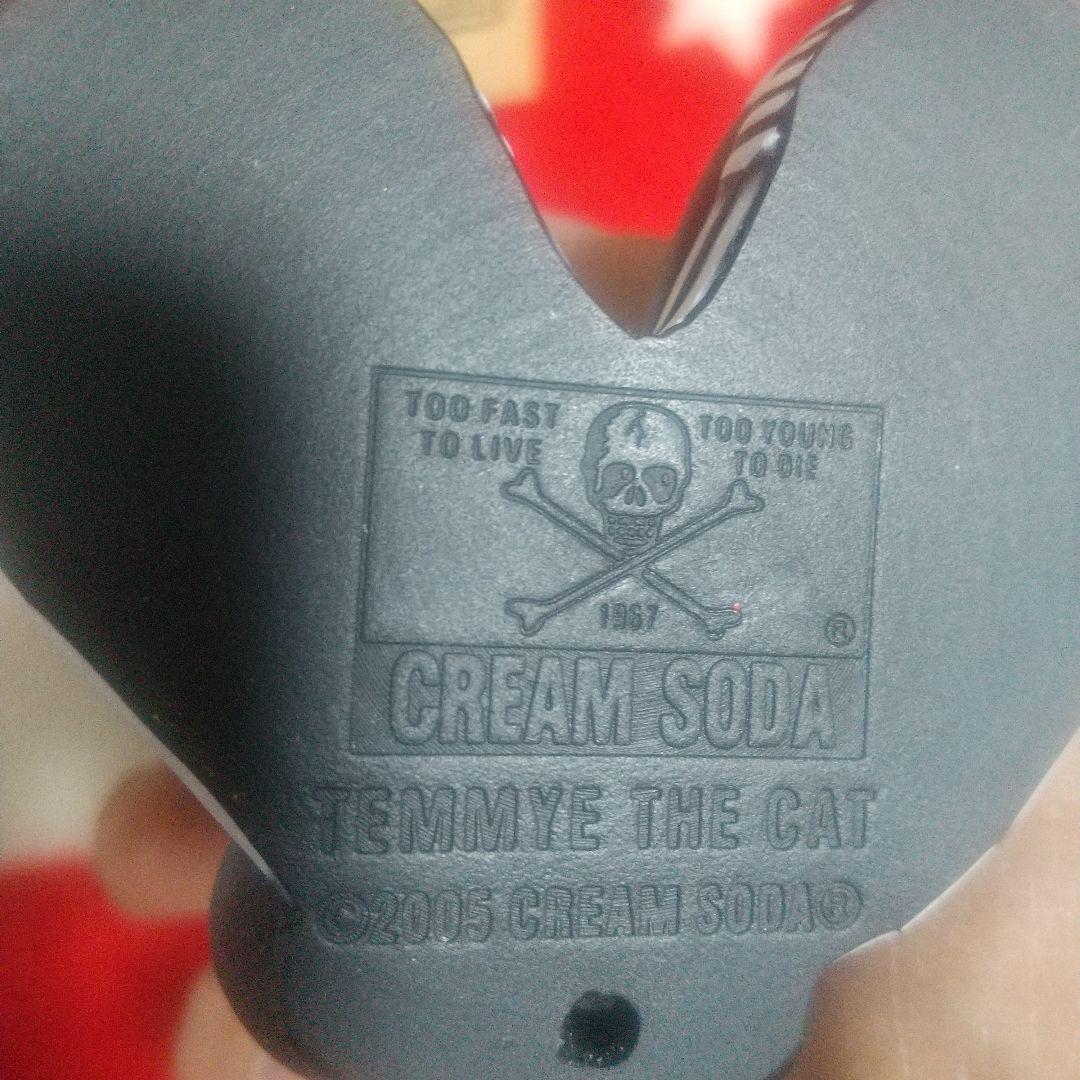 TOO FAST
TO LIVE
TOO YOUNG
TO DIE
1967
®
CREAM SODA
TEMMYE THE CAT
©2005 CREAM SODA®